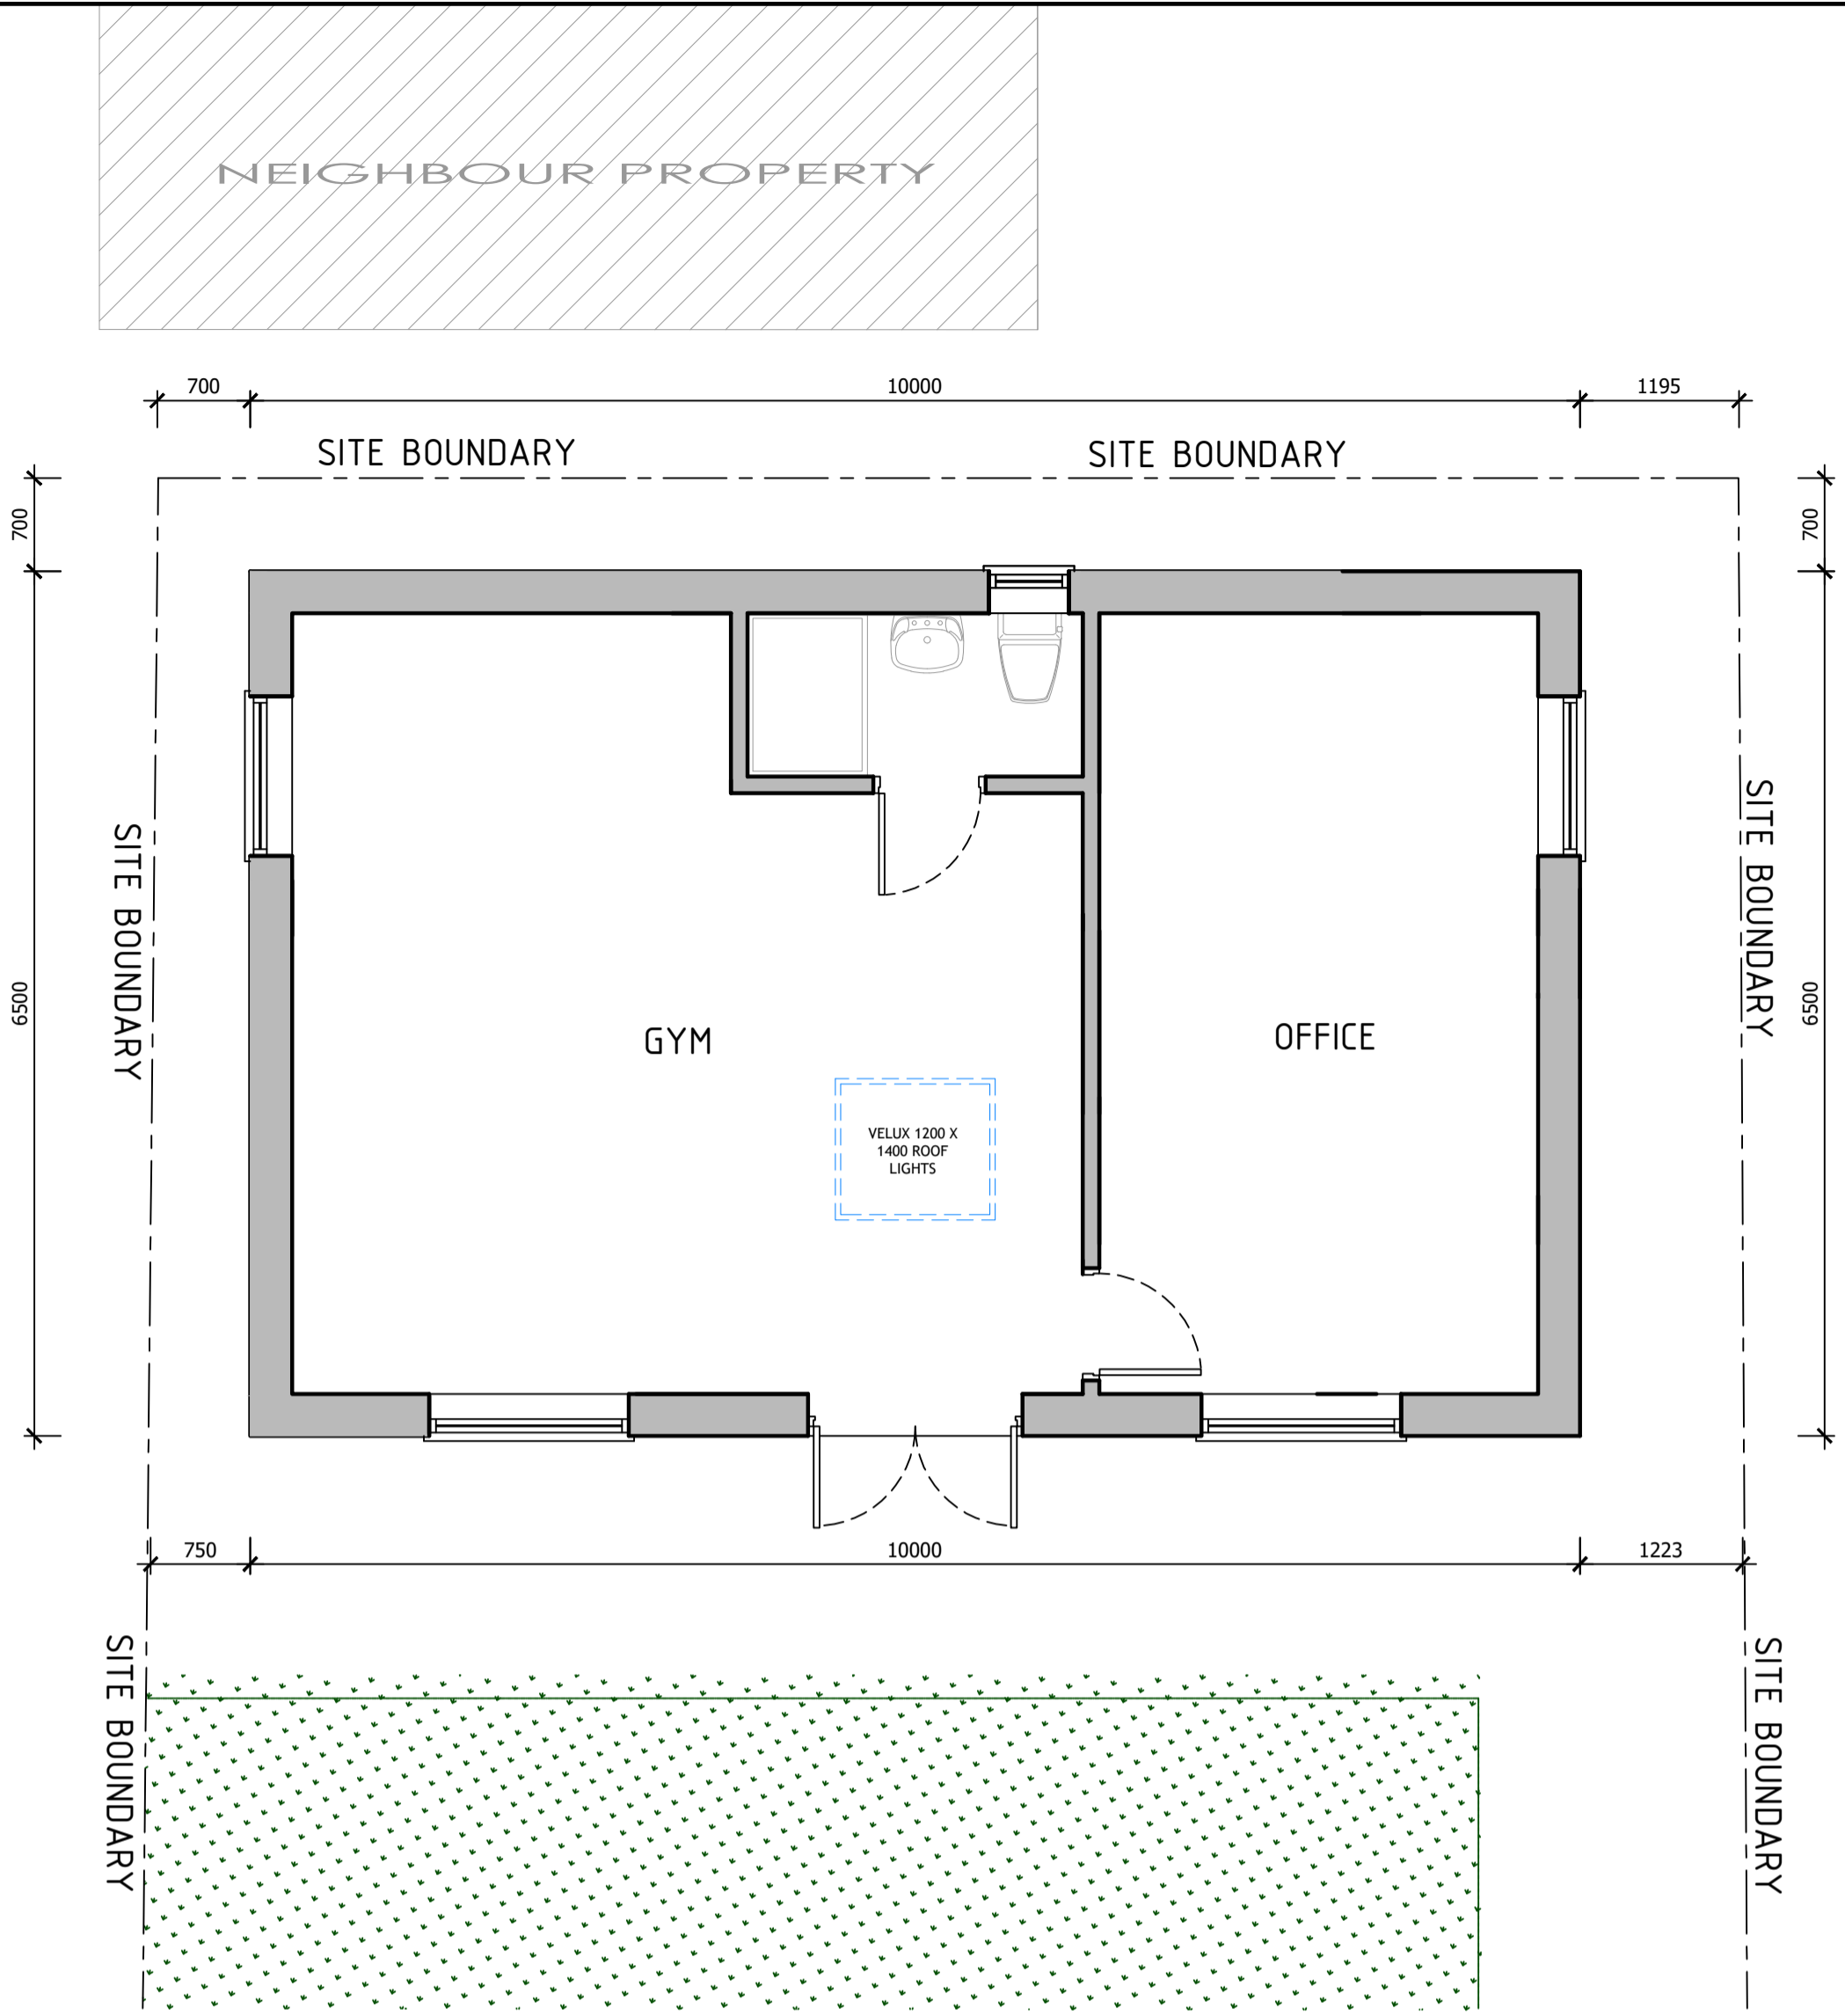 NEIGHBOUR PROPERTY
700
10000
1195
SITE BOUNDARY
SITE BOUNDARY
700
700
SITE BOUNDARY
SITE BOUNDARY
6500
6500
GYM
OFFICE
VELUX 1200 X
1400 ROOF
LIGHTS
750
10000
1223
SITE BOUNDARY
SITE BOUNDARY